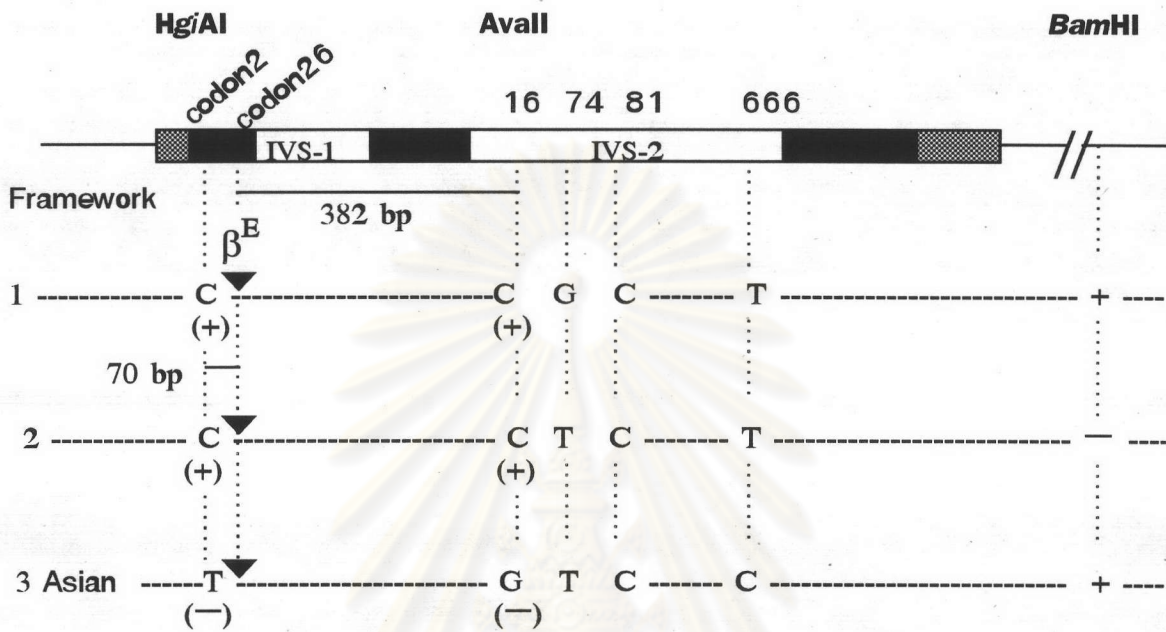 HgiAI AvaII BamHI
codon2 codon26 16 74 81 666
IVS-1 IVS-2
Framework
382 bp
β^E
1 C C G C T +
(+) (+)
70 bp
2 C C T C T —
(+) (+)
3 Asian T G T C C +
(—) (—)